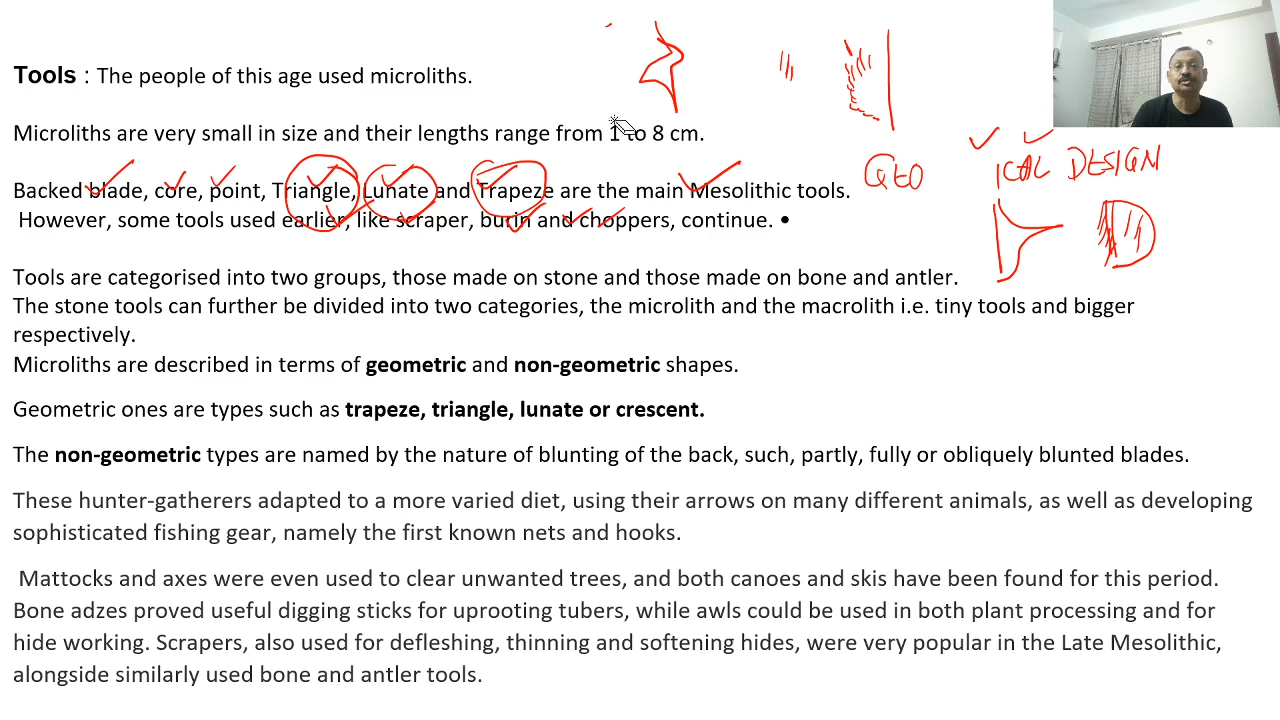 Tools : The people of this age used microliths.
Microliths are very small in size and their lengths range from 1 to 8 cm.
GEO ICAL DESIGN
Backed blade, core, point, Triangle, Lunate and Trapeze are the main Mesolithic tools.
However, some tools used earlier, like scraper, burin and choppers, continue. •
Tools are categorised into two groups, those made on stone and those made on bone and antler.
The stone tools can further be divided into two categories, the microlith and the macrolith i.e. tiny tools and bigger
respectively.
Microliths are described in terms of geometric and non-geometric shapes.
Geometric ones are types such as trapeze, triangle, lunate or crescent.
The non-geometric types are named by the nature of blunting of the back, such, partly, fully or obliquely blunted blades.
These hunter-gatherers adapted to a more varied diet, using their arrows on many different animals, as well as developing
sophisticated fishing gear, namely the first known nets and hooks.
Mattocks and axes were even used to clear unwanted trees, and both canoes and skis have been found for this period.
Bone adzes proved useful digging sticks for uprooting tubers, while awls could be used in both plant processing and for
hide working. Scrapers, also used for defleshing, thinning and softening hides, were very popular in the Late Mesolithic,
alongside similarly used bone and antler tools.